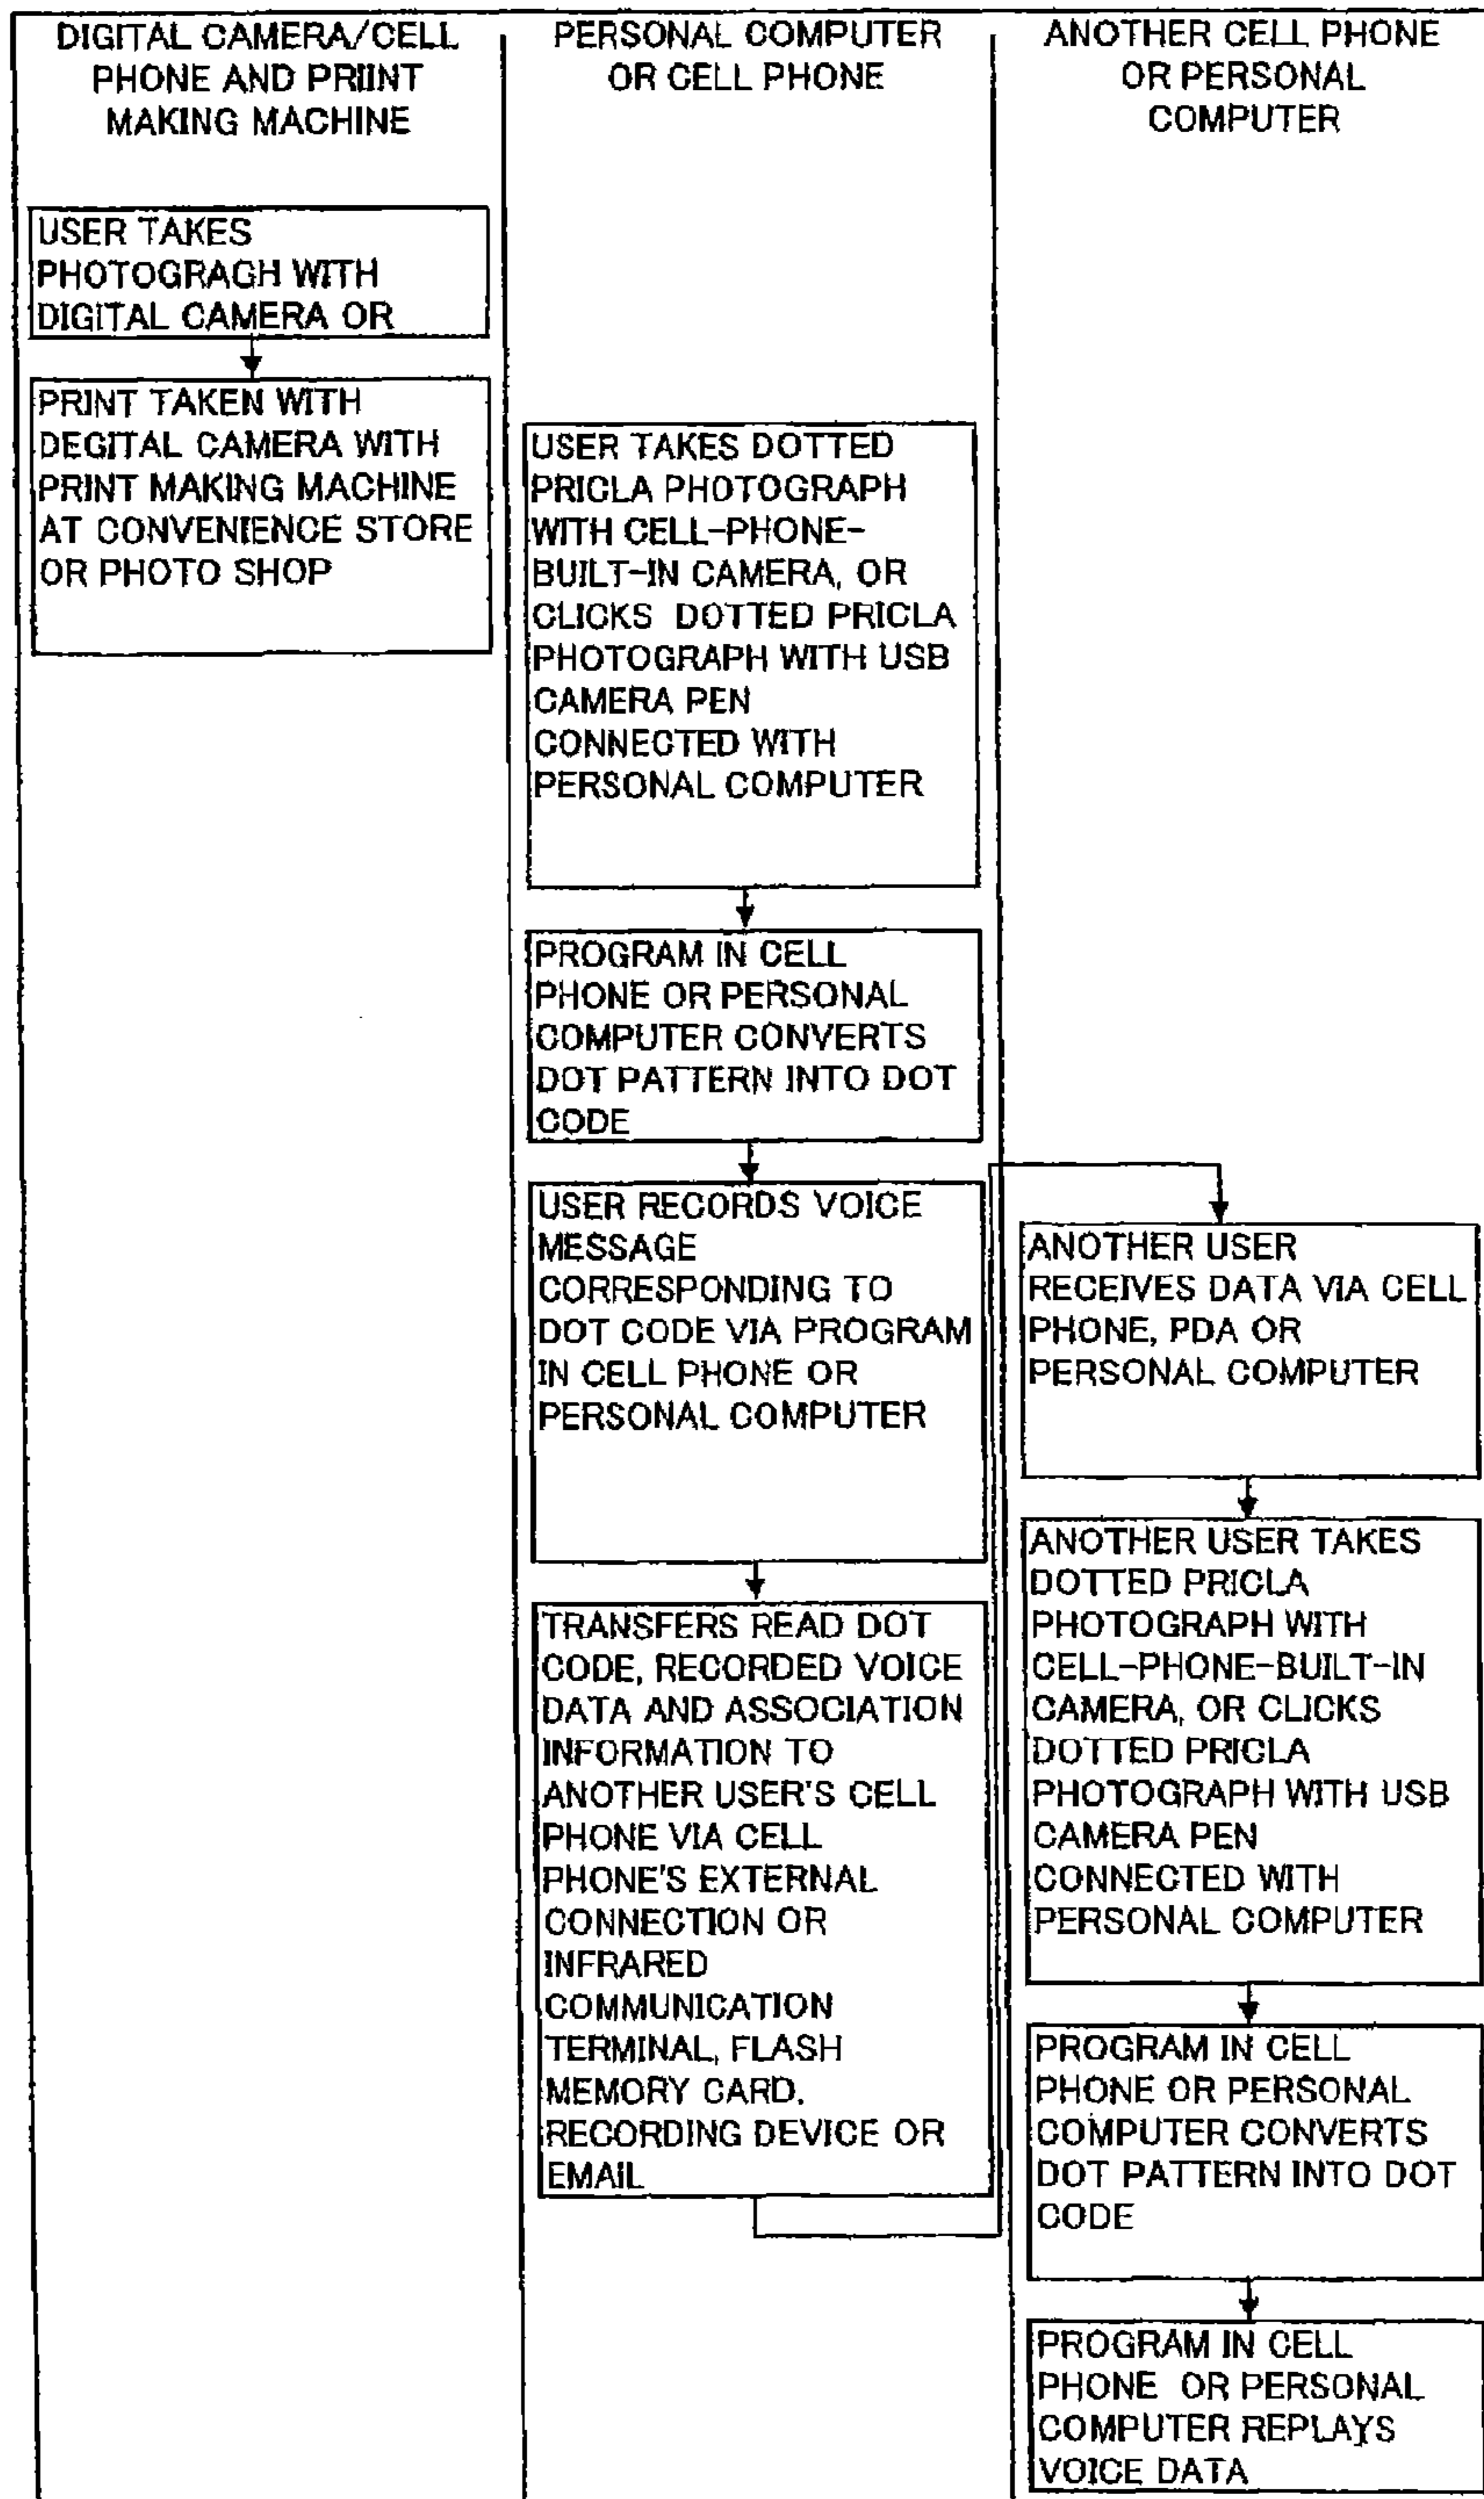 DIGITAL CAMERA/CELL
PHONE AND PRIINT
MAKING MACHINE
PERSONAL COMPUTER
OR CELL PHONE
ANOTHER CELL PHONE
OR PERSONAL
COMPUTER
USER TAKES
PHOTOGRAGH WITH
DIGITAL CAMERA OR
PRINT TAKEN WITH
DEGITAL CAMERA WITH
PRINT MAKING MACHINE
AT CONVENIENCE STORE
OR PHOTO SHOP
USER TAKES DOTTED
PRICLA PHOTOGRAPH
WITH CELL-PHONE-
BUILT-IN CAMERA, OR
CLICKS DOTTED PRICLA
PHOTOGRAPH WITH USB
CAMERA PEN
CONNECTED WITH
PERSONAL COMPUTER
PROGRAM IN CELL
PHONE OR PERSONAL
COMPUTER CONVERTS
DOT PATTERN INTO DOT
CODE
USER RECORDS VOICE
MESSAGE
CORRESPONDING TO
DOT CODE VIA PROGRAM
IN CELL PHONE OR
PERSONAL COMPUTER
TRANSFERS READ DOT
CODE, RECORDED VOICE
DATA AND ASSOCIATION
INFORMATION TO
ANOTHER USER'S CELL
PHONE VIA CELL
PHONE'S EXTERNAL
CONNECTION OR
INFRARED
COMMUNICATION
TERMINAL, FLASH
MEMORY CARD.
RECORDING DEVICE OR
EMAIL
ANOTHER USER
RECEIVES DATA VIA CELL
PHONE, PDA OR
PERSONAL COMPUTER
ANOTHER USER TAKES
DOTTED PRICLA
PHOTOGRAPH WITH
CELL-PHONE-BUILT-IN
CAMERA, OR CLICKS
DOTTED PRICLA
PHOTOGRAPH WITH USB
CAMERA PEN
CONNECTED WITH
PERSONAL COMPUTER
PROGRAM IN CELL
PHONE OR PERSONAL
COMPUTER CONVERTS
DOT PATTERN INTO DOT
CODE
PROGRAM IN CELL
PHONE OR PERSONAL
COMPUTER REPLAYS
VOICE DATA